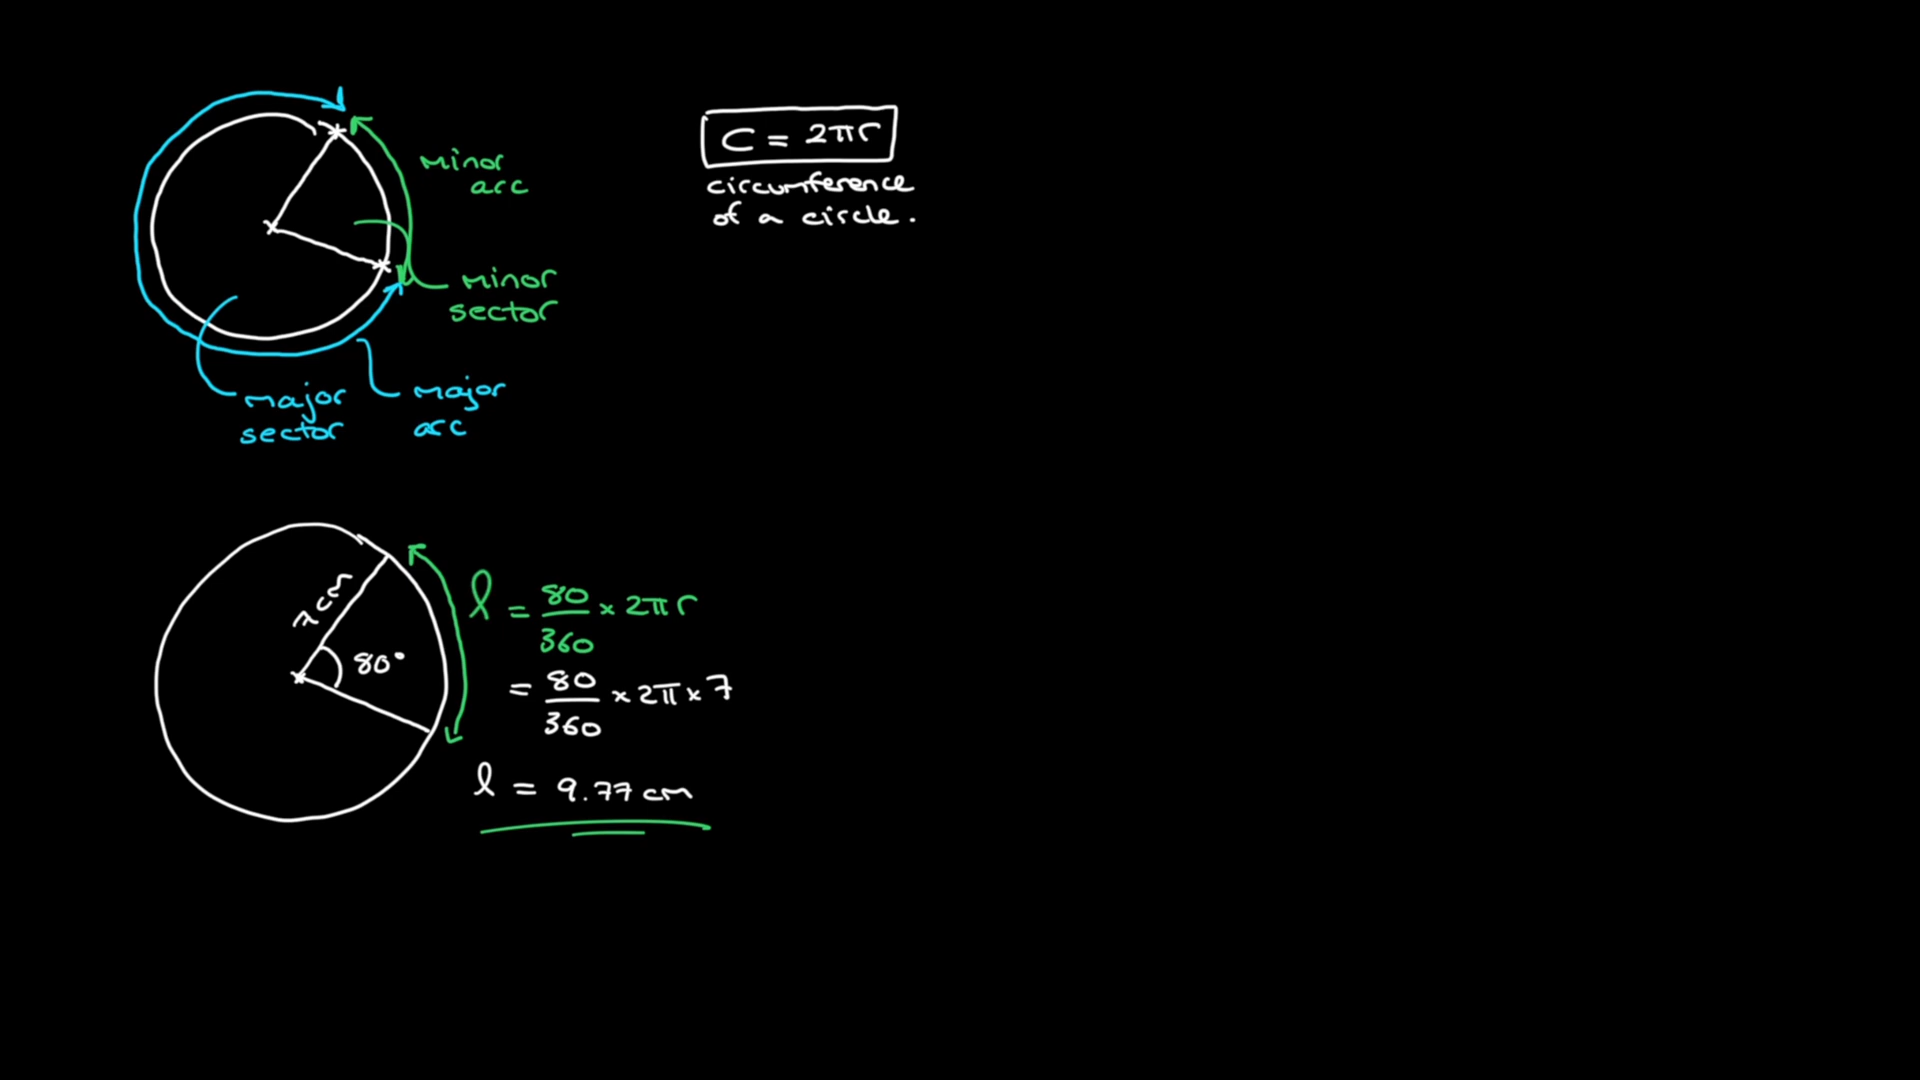 minor
arc
minor
sector
major
sector
major
arc
C = 2πr
circumference
of a circle.
7cm
80°
l = 80/360 × 2πr
= 80/360 × 2π × 7
l = 9.77 cm